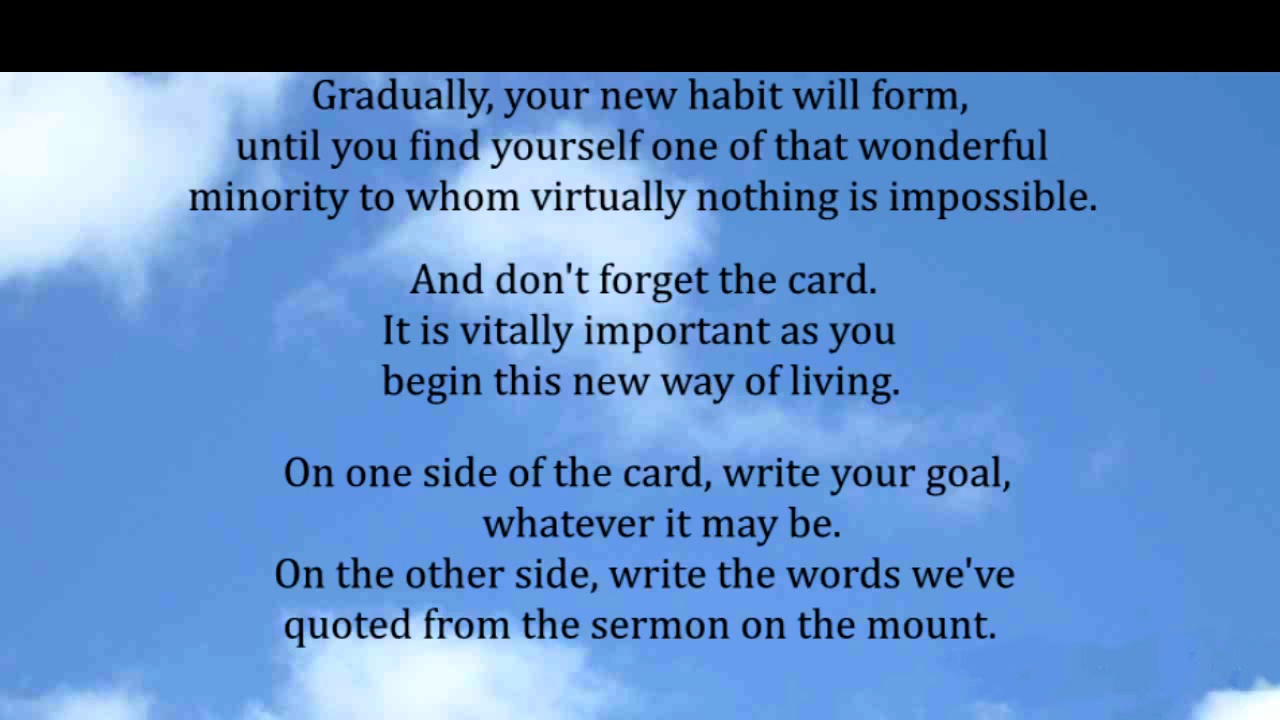 Gradually, your new habit will form,
until you find yourself one of that wonderful
minority to whom virtually nothing is impossible.
And don't forget the card.
It is vitally important as you
begin this new way of living.
On one side of the card, write your goal,
whatever it may be.
On the other side, write the words we've
quoted from the sermon on the mount.